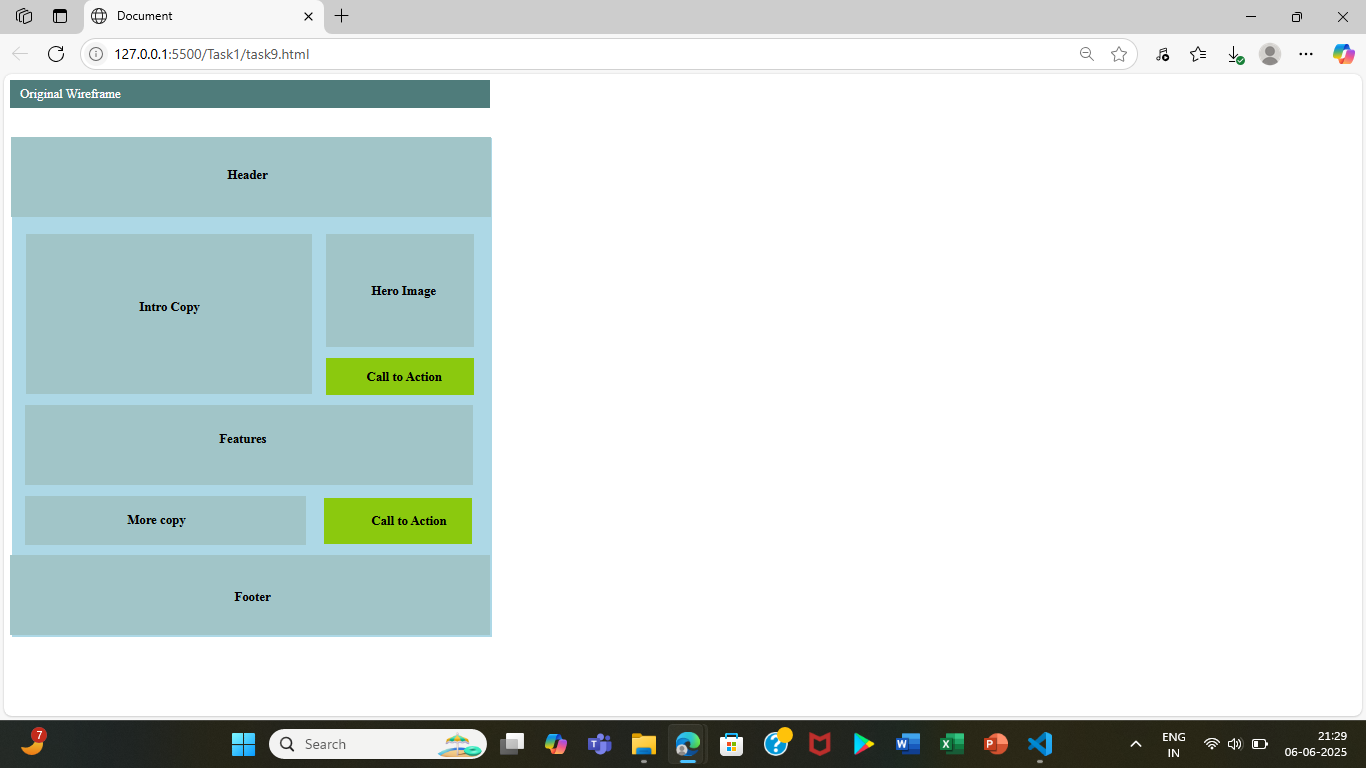 Document
127.0.0.1:5500/Task1/task9.html
Original Wireframe
Header
Intro Copy
Hero Image
Call to Action
Features
More copy
Call to Action
Footer
7
Search
ENG
IN
21:29
06-06-2025